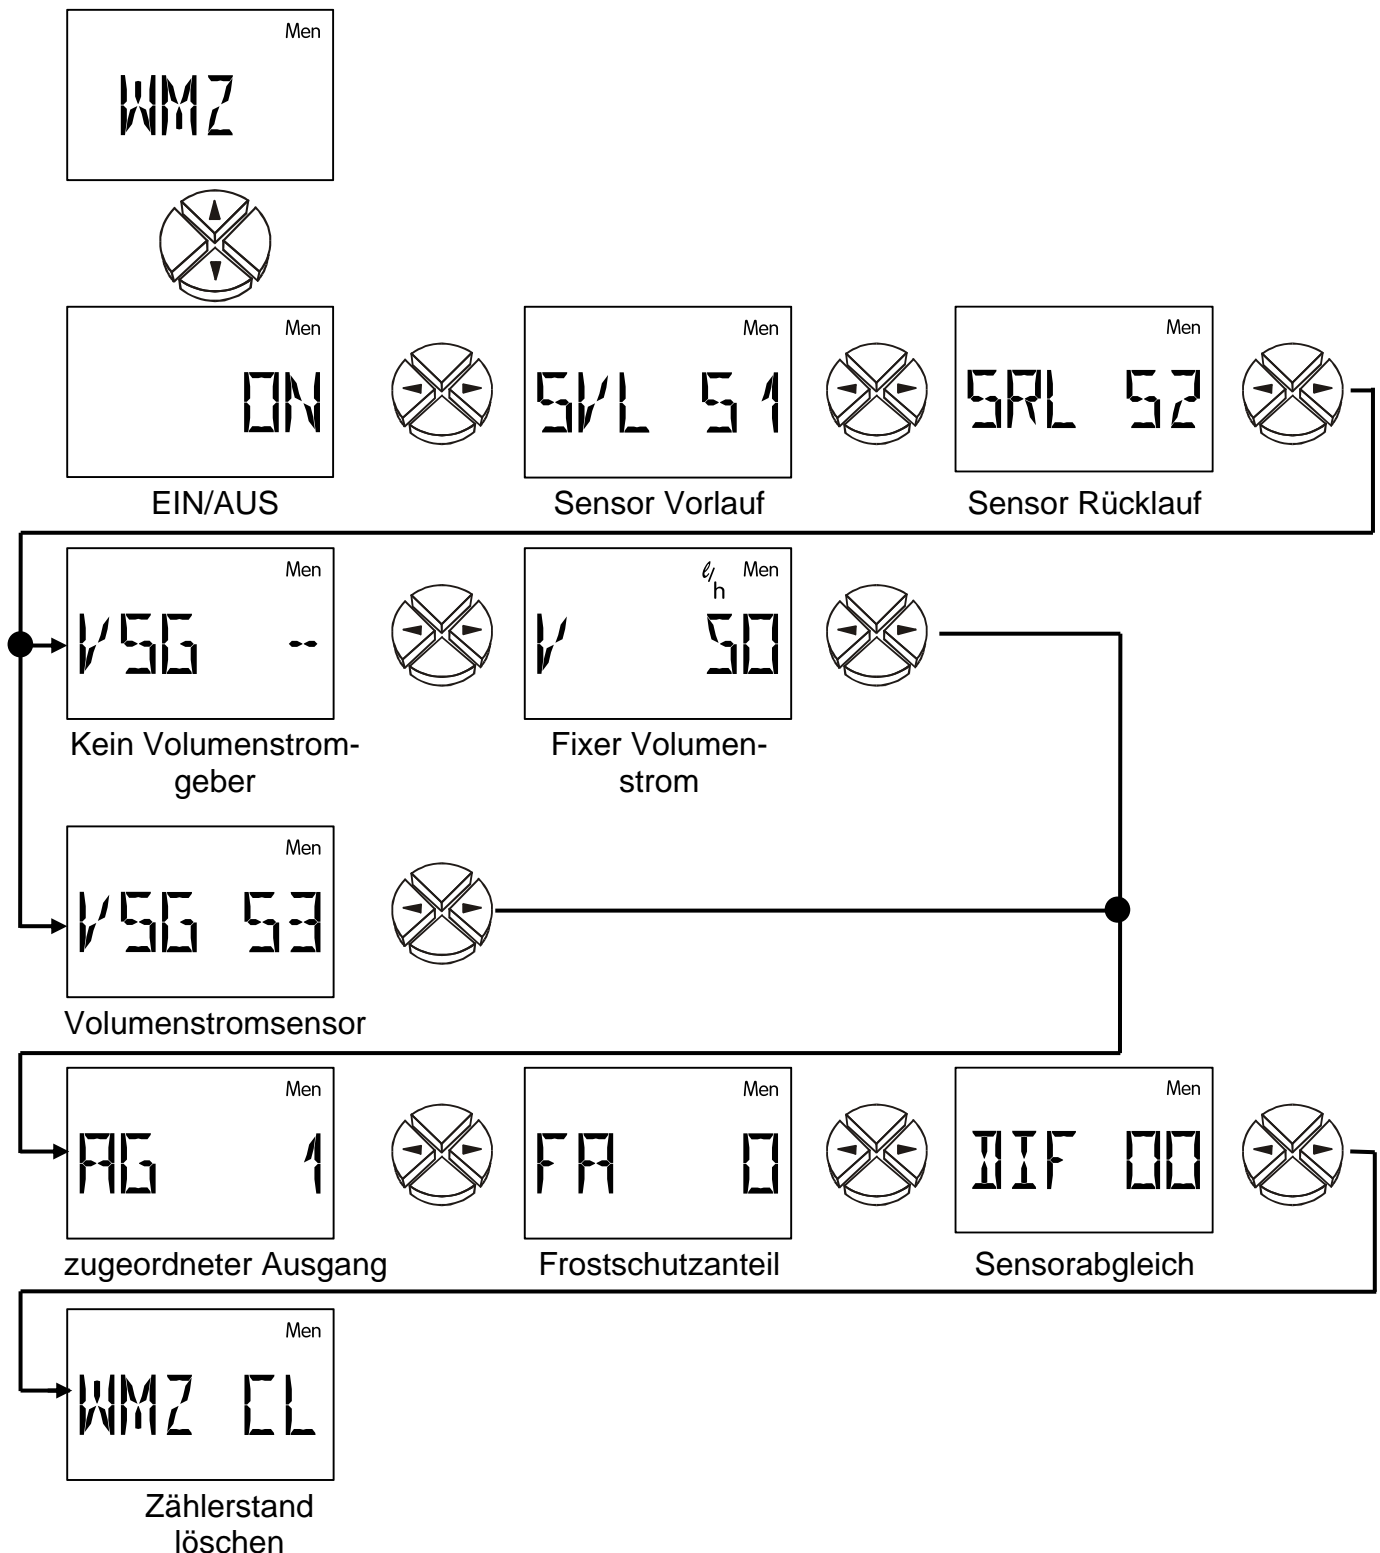 Men
WMZ
Men
ON
EIN/AUS
Men
SVL S1
Sensor Vorlauf
Men
SRL S2
Sensor Rücklauf
Men
VSG --
Kein Volumenstrom-
geber
l/h Men
V 50
Fixer Volumen-
strom
Men
VSG S3
Volumenstromsensor
Men
AG 1
zugeordneter Ausgang
Men
FA 0
Frostschutzanteil
Men
DIF 00
Sensorabgleich
Men
WMZ CL
Zählerstand
löschen